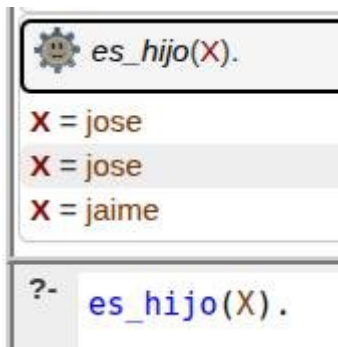 es_hijo(X).
X = jose
X = jose
X = jaime
?- es_hijo(X).